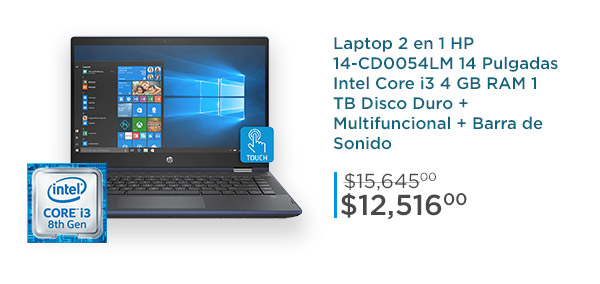 Laptop 2 en 1 HP
14-CD0054LM 14 Pulgadas
Intel Core i3 4 GB RAM 1
TB Disco Duro +
Multifuncional + Barra de
Sonido
$15,645⁰⁰
$12,516⁰⁰
TOUCH
hp
intel
CORE i3
8th Gen